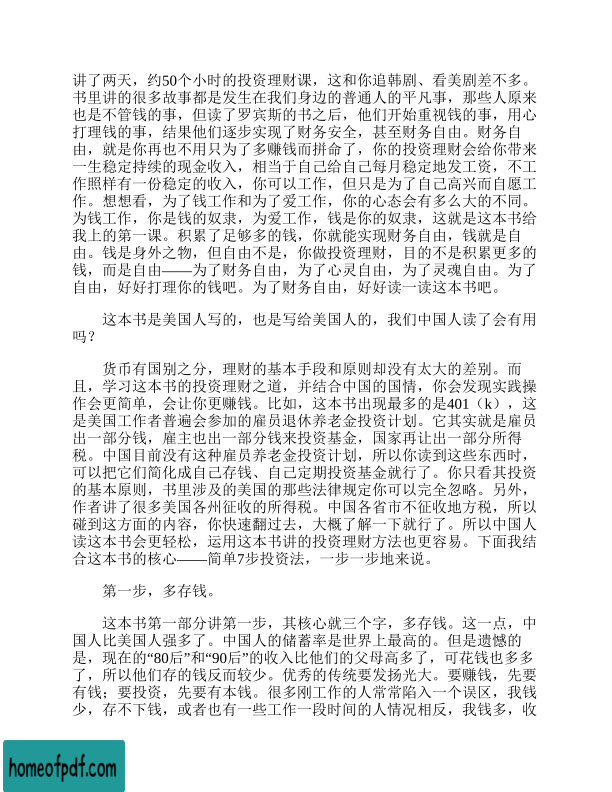 讲了两天，约50个小时的投资理财课，这和你追韩剧、看美剧差不多。
书里讲的很多故事都是发生在我们身边的普通人的平凡事，那些人原来
也是不管钱的事，但读了罗宾斯的书之后，他们开始重视钱的事，用心
打理钱的事，结果他们逐步实现了财务安全，甚至财务自由。财务自
由，就是你再也不用只为了多赚钱而拼命了，你的投资理财会给你带来
一生稳定持续的现金收入，相当于自己给自己每月稳定地发工资，不工
作照样有一份稳定的收入，你可以工作，但只是为了自己高兴而自愿工
作。想想看，为了钱工作和为了爱工作，你的心态会有多么大的不同。
为钱工作，你是钱的奴隶，为爱工作，钱是你的奴隶，这就是这本书给
我上的第一课。积累了足够多的钱，你就能实现财务自由，钱就是自
由。钱是身外之物，但自由不是，你做投资理财，目的不是积累更多的
钱，而是自由——为了财务自由，为了心灵自由，为了灵魂自由。为了
自由，好好打理你的钱吧。为了财务自由，好好读一读这本书吧。
这本书是美国人写的，也是写给美国人的，我们中国人读了会有用
吗？
货币有国别之分，理财的基本手段和原则却没有太大的差别。而
且，学习这本书的投资理财之道，并结合中国的国情，你会发现实践操
作会更简单，会让你更赚钱。比如，这本书出现最多的是401（k），这
是美国工作者普遍会参加的雇员退休养老金投资计划。它其实就是雇员
出一部分钱，雇主也出一部分钱来投资基金，国家再让出一部分所得
税。中国目前没有这种雇员养老金投资计划，所以你读到这些东西时，
可以把它们简化成自己存钱、自己定期投资基金就行了。你只看其投资
的基本原则，书里涉及的美国的那些法律规定你可以完全忽略。另外，
作者讲了很多美国各州征收的所得税。中国各省市不征收地方税，所以
碰到这方面的内容，你快速翻过去，大概了解一下就行了。所以中国人
读这本书会更轻松，运用这本书讲的投资理财方法也更容易。下面我结
合这本书的核心——简单7步投资法，一步一步地来说。
第一步，多存钱。
这本书第一部分讲第一步，其核心就三个字，多存钱。这一点，中
国人比美国人强多了。中国人的储蓄率是世界上最高的。但是遗憾的
是，现在的“80后”和“90后”的收入比他们的父母高多了，可花钱也多多
了，所以他们存的钱反而较少。优秀的传统要发扬光大。要赚钱，先要
有钱；要投资，先要有本钱。很多刚工作的人常常陷入一个误区，我钱
少，存不下钱，或者也有一些工作一段时间的人情况相反，我钱多，收
homeofpdf.com